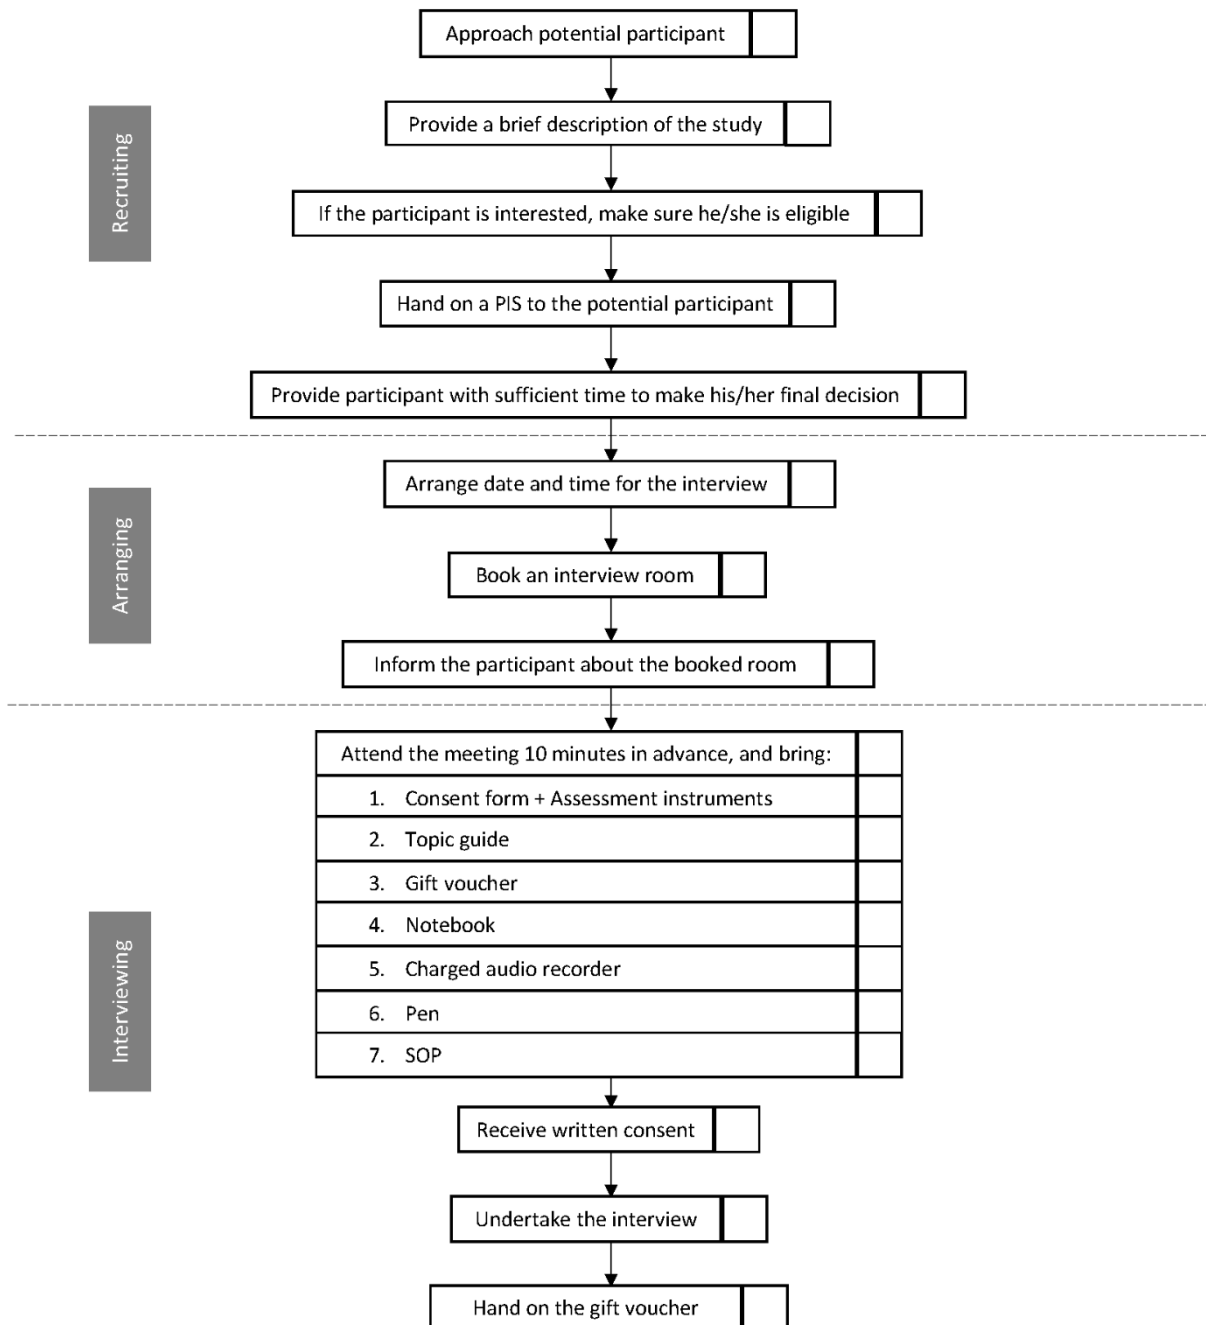 Approach potential participant
Recruiting
Provide a brief description of the study
If the participant is interested, make sure he/she is eligible
Hand on a PIS to the potential participant
Provide participant with sufficient time to make his/her final decision
Arranging
Arrange date and time for the interview
Book an interview room
Inform the participant about the booked room
Interviewing
Attend the meeting 10 minutes in advance, and bring:
1. Consent form + Assessment instruments
2. Topic guide
3. Gift voucher
4. Notebook
5. Charged audio recorder
6. Pen
7. SOP
Receive written consent
Undertake the interview
Hand on the gift voucher